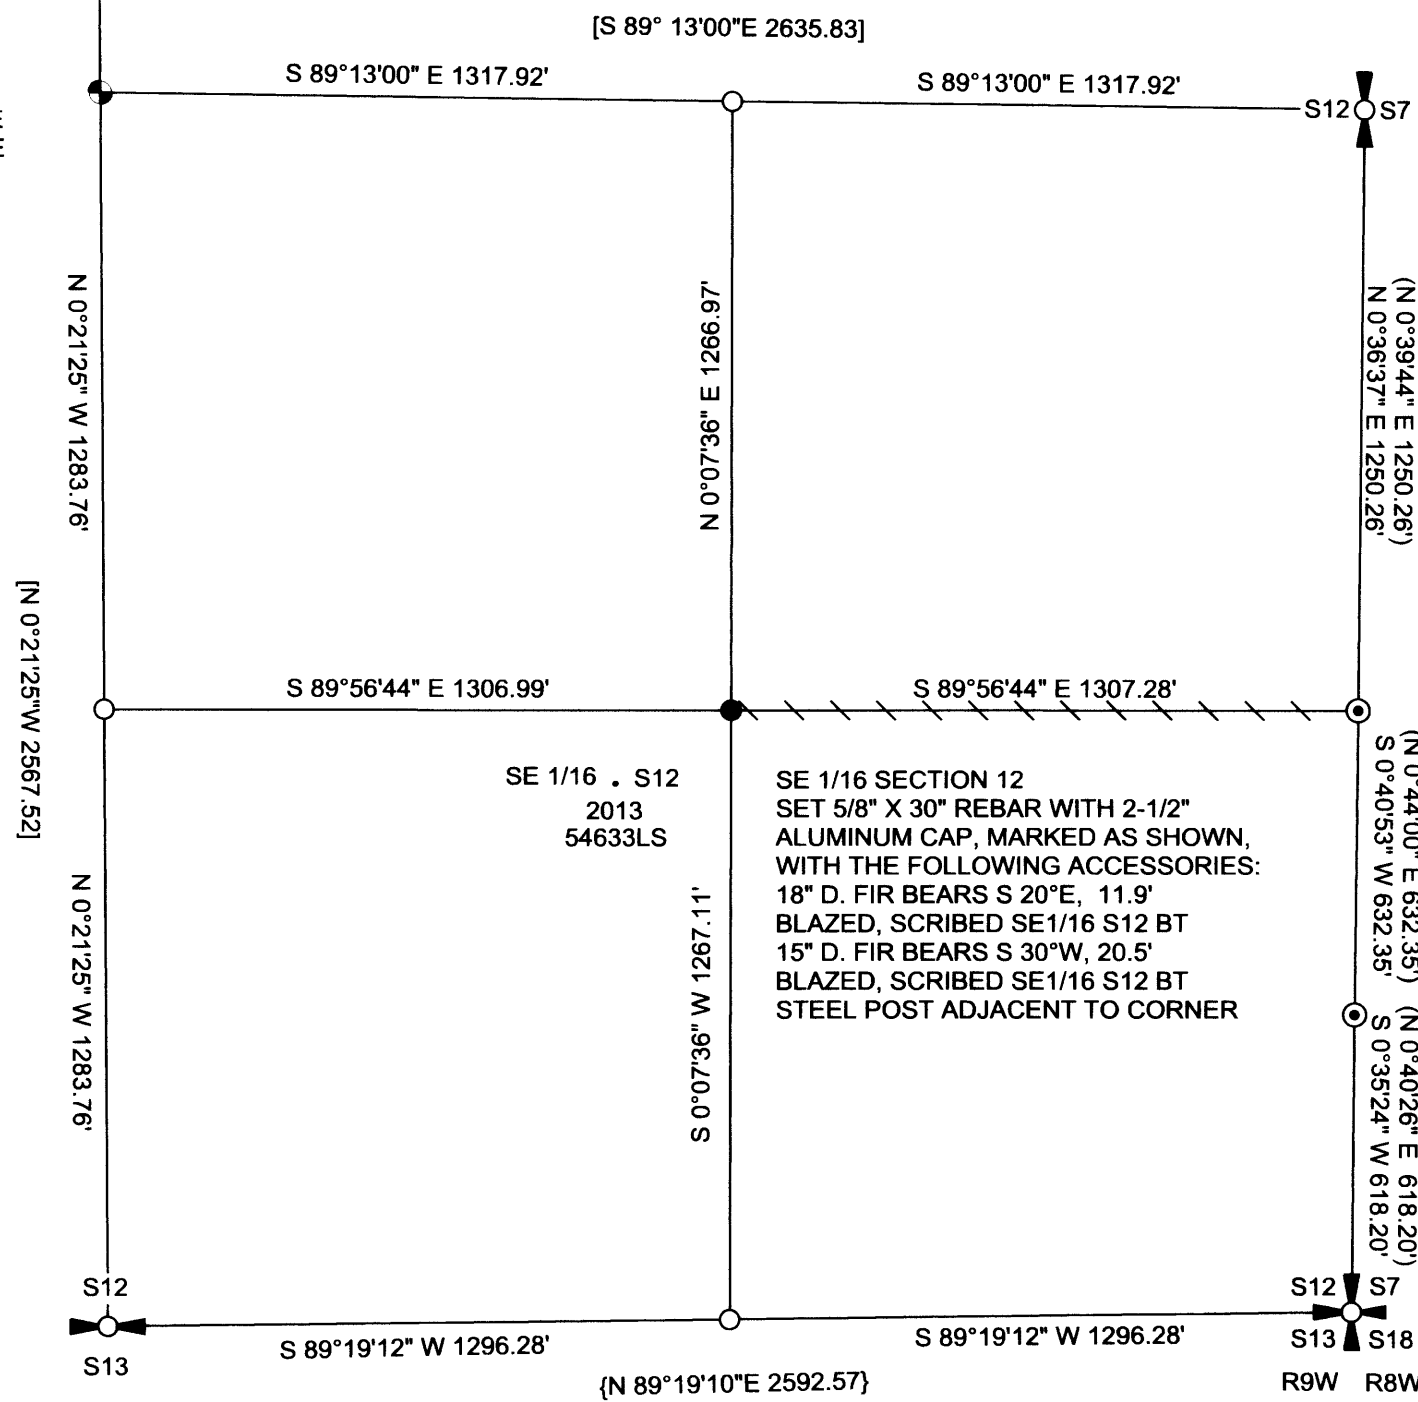 [S 89° 13'00"E 2635.83]
S 89°13'00" E 1317.92'
S 89°13'00" E 1317.92'
S12
S7
N 0°21'25" W 1283.76'
N 0°07'36" E 1266.97'
(N 0°39'44" E 1250.26')
N 0°36'37" E 1250.26'
[N 0°21'25"W 2567.52]
S 89°56'44" E 1306.99'
S 89°56'44" E 1307.28'
SE 1/16 . S12
2013
54633LS
SE 1/16 SECTION 12
SET 5/8" X 30" REBAR WITH 2-1/2"
ALUMINUM CAP, MARKED AS SHOWN,
WITH THE FOLLOWING ACCESSORIES:
18" D. FIR BEARS S 20°E, 11.9'
BLAZED, SCRIBED SE1/16 S12 BT
15" D. FIR BEARS S 30°W, 20.5'
BLAZED, SCRIBED SE1/16 S12 BT
STEEL POST ADJACENT TO CORNER
(N 0°44'00" E 632.35')
S 0°40'53" W 632.35'
N 0°21'25" W 1283.76'
S 0°07'36" W 1267.11'
(N 0°40'26" E 618.20')
S 0°35'24" W 618.20'
S12
S13
S 89°19'12" W 1296.28'
S 89°19'12" W 1296.28'
S12
S7
S13
S18
{N 89°19'10"E 2592.57}
R9W
R8W